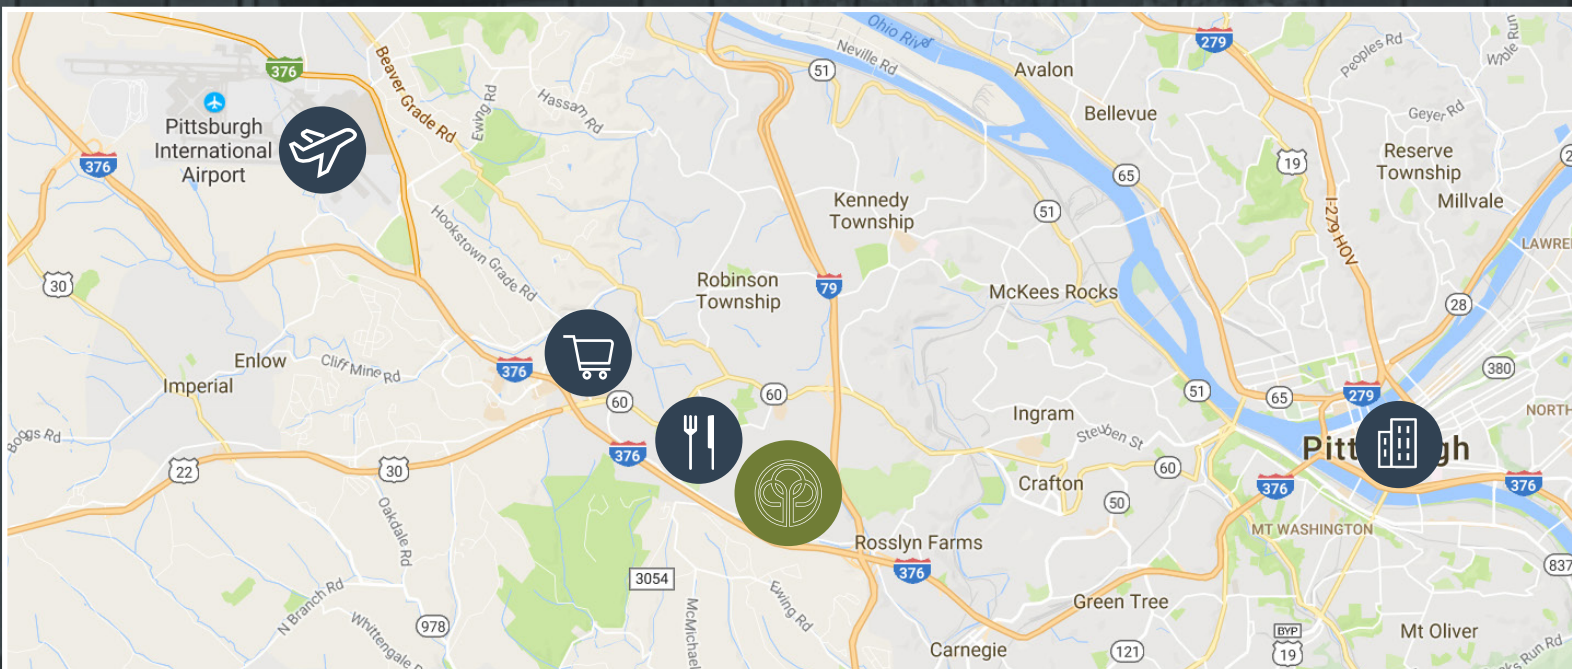 Ohio River
Neville Rd
279
Peoples Rd
376
Beaver Grade Rd
51
Avalon
Ewing Rd
Hassam Rd
Bellevue
Geyer Rd
Pittsburgh
International
Airport
376
19
Reserve
Township
65
Kennedy
Township
51
Millvale
I-279 HOV
Hookstown Grade Rd
30
Robinson
Township
79
McKees Rocks
28
Enlow
Cliff Mine Rd
376
Imperial
380
60
60
51
65
279
Ingram
Steuben St
NORTH
Boggs Rd
376
22
30
60
Pitt gh
Crafton
376
376
50
MT WASHINGTON
Oakdale Rd
Rosslyn Farms
376
837
3054
N Branch Rd
Ewing Rd
Green Tree
978
Whittengale
McMichael
Carnegie
121
BYP
19
Mt Oliver